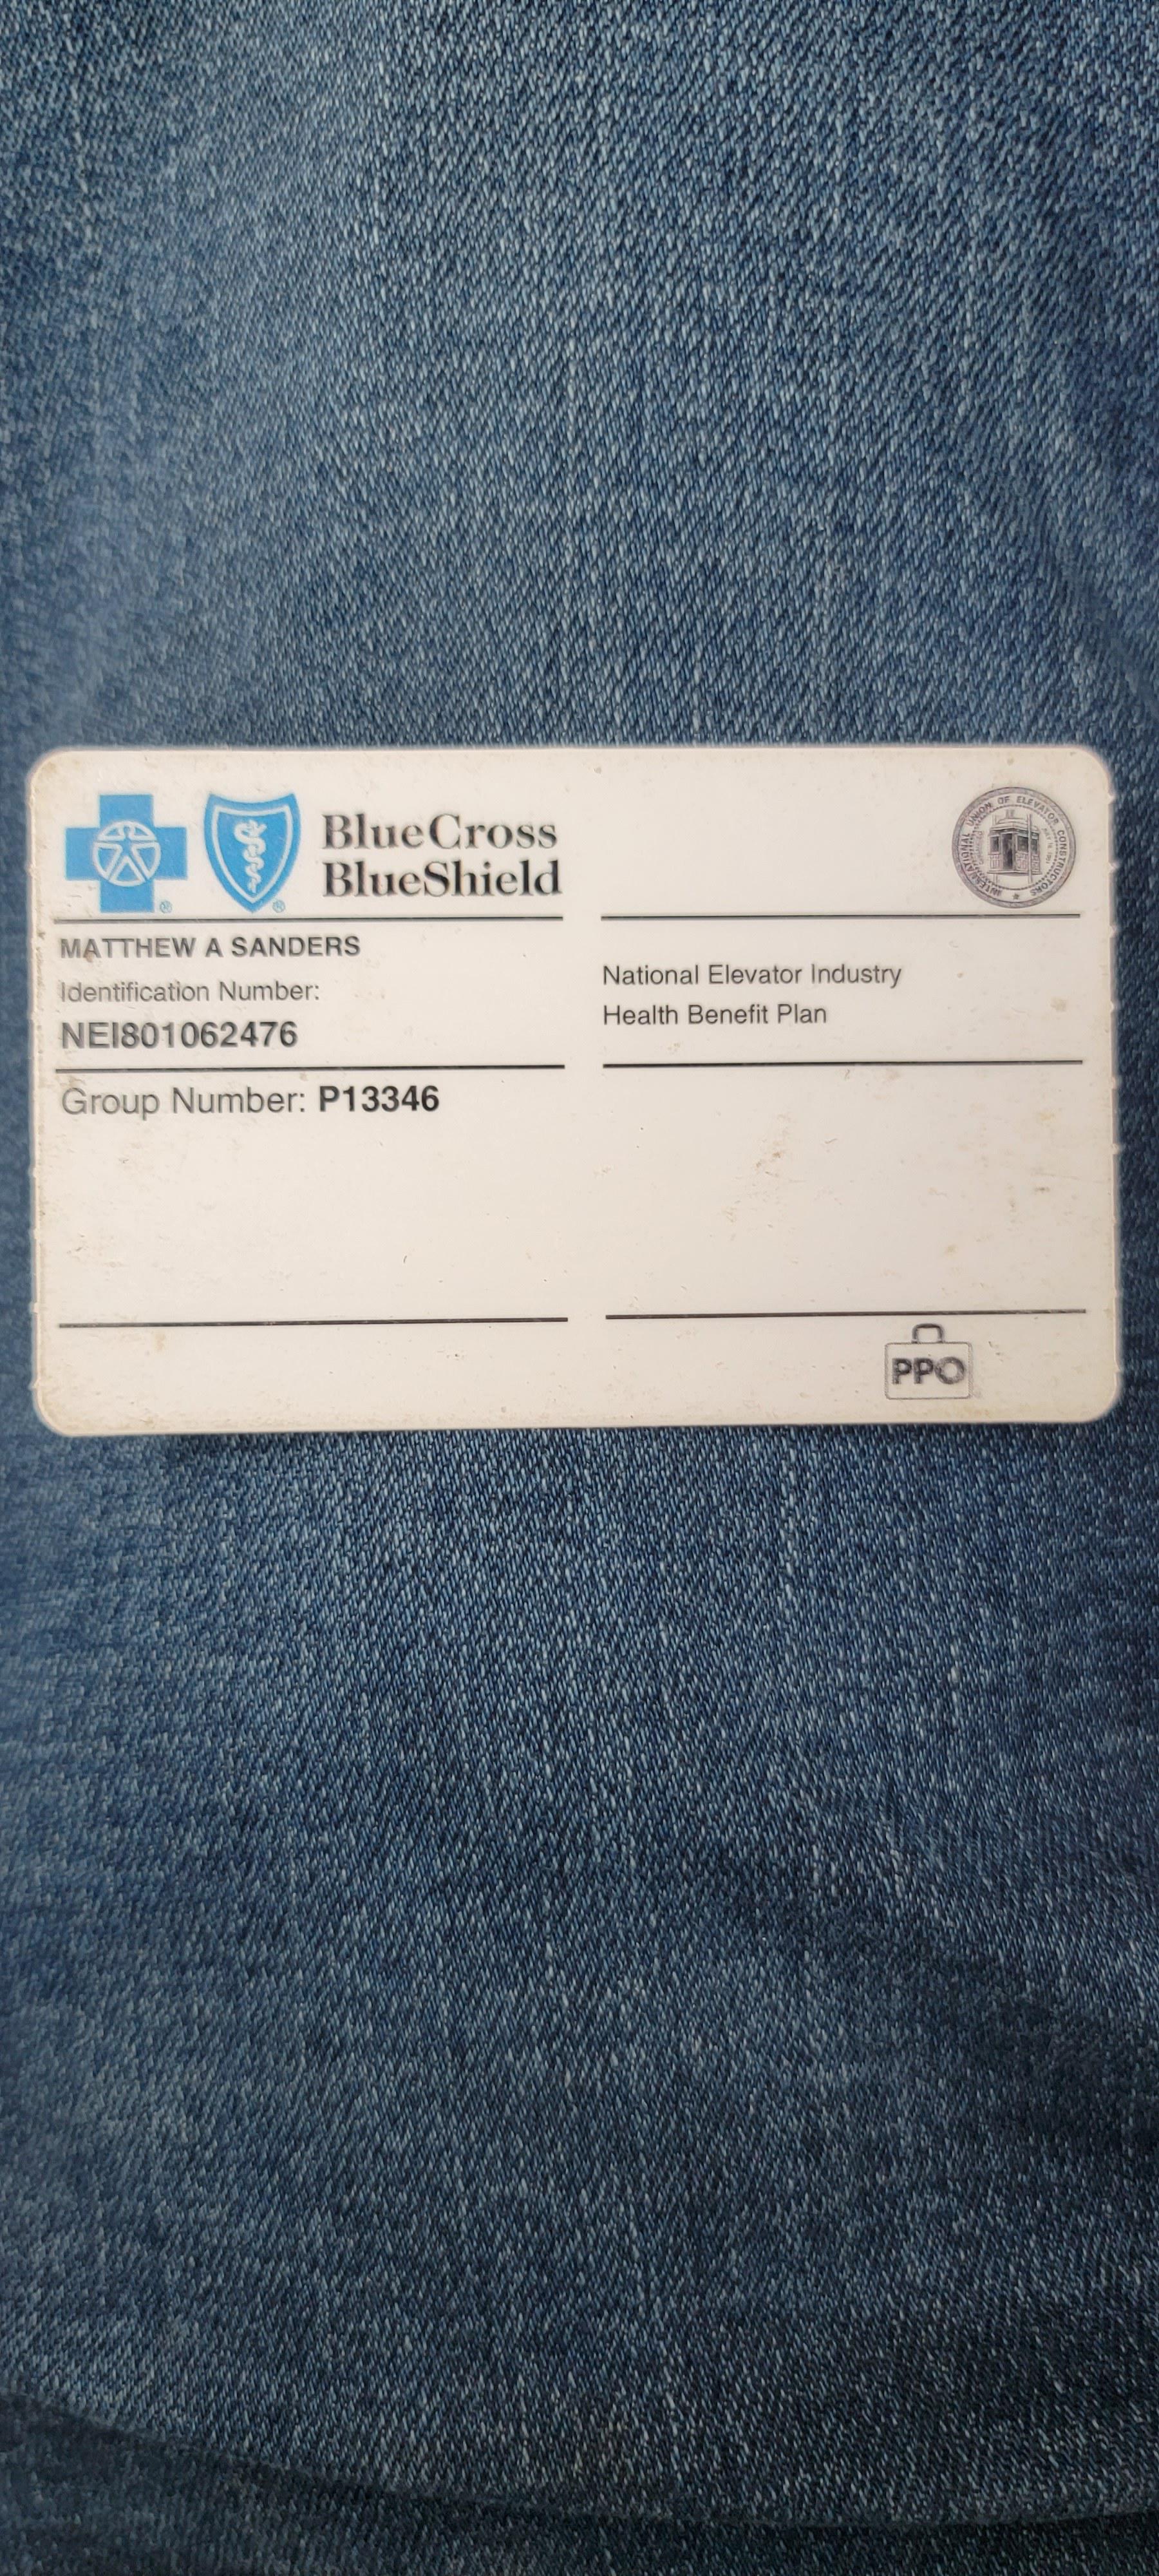 BlueCross
BlueShield
INTERNATIONAL UNION OF ELEVATOR CONSTRUCTORS
MATTHEW A SANDERS
Identification Number:
NEI801062476
National Elevator Industry
Health Benefit Plan
Group Number: P13346
PPO